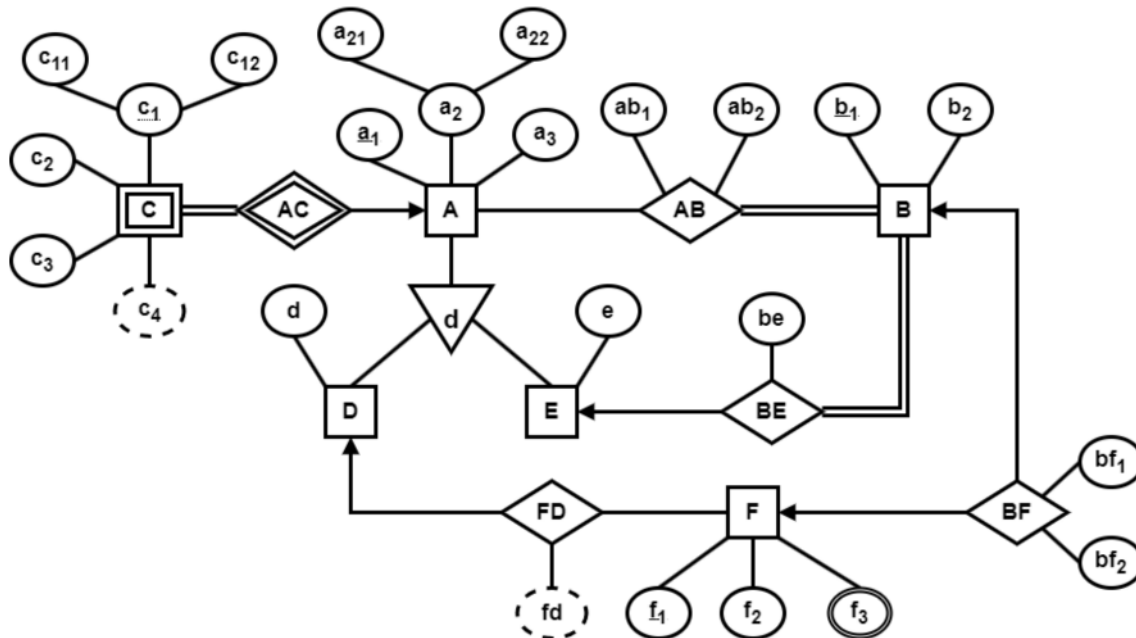 a₂₁
a₂₂
c₁₁
c₁₂
c₁
a₂
ab₁
ab₂
b₁
b₂
a₁
a₃
c₂
C
AC
A
AB
B
c₃
c₄
d
d
e
be
D
E
BE
bf₁
FD
F
BF
bf₂
fd
f₁
f₂
f₃